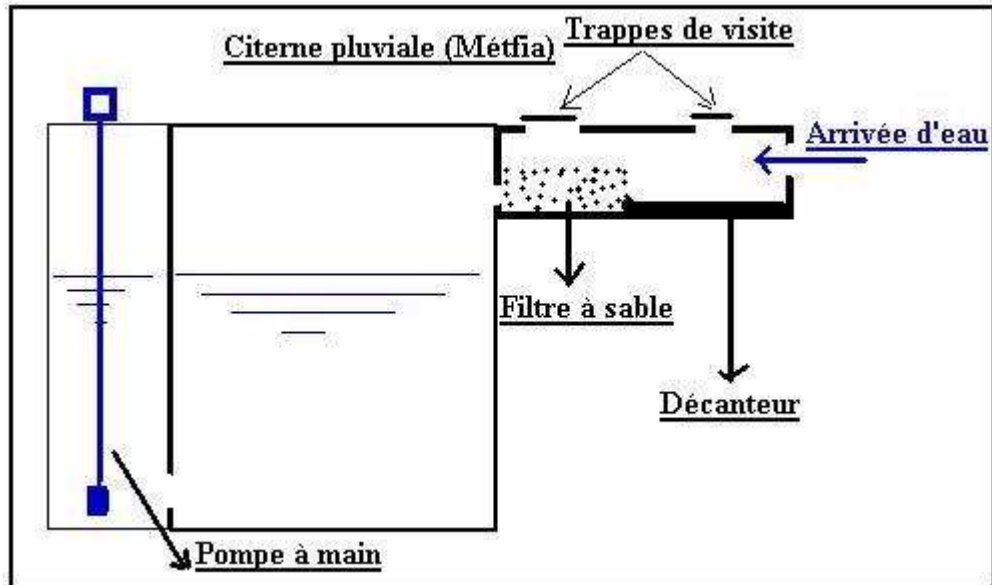 Trappes de visite
Citerne pluviale (Métfia)
Arrivée d'eau
Filtre à sable
Décanteur
Pompe à main